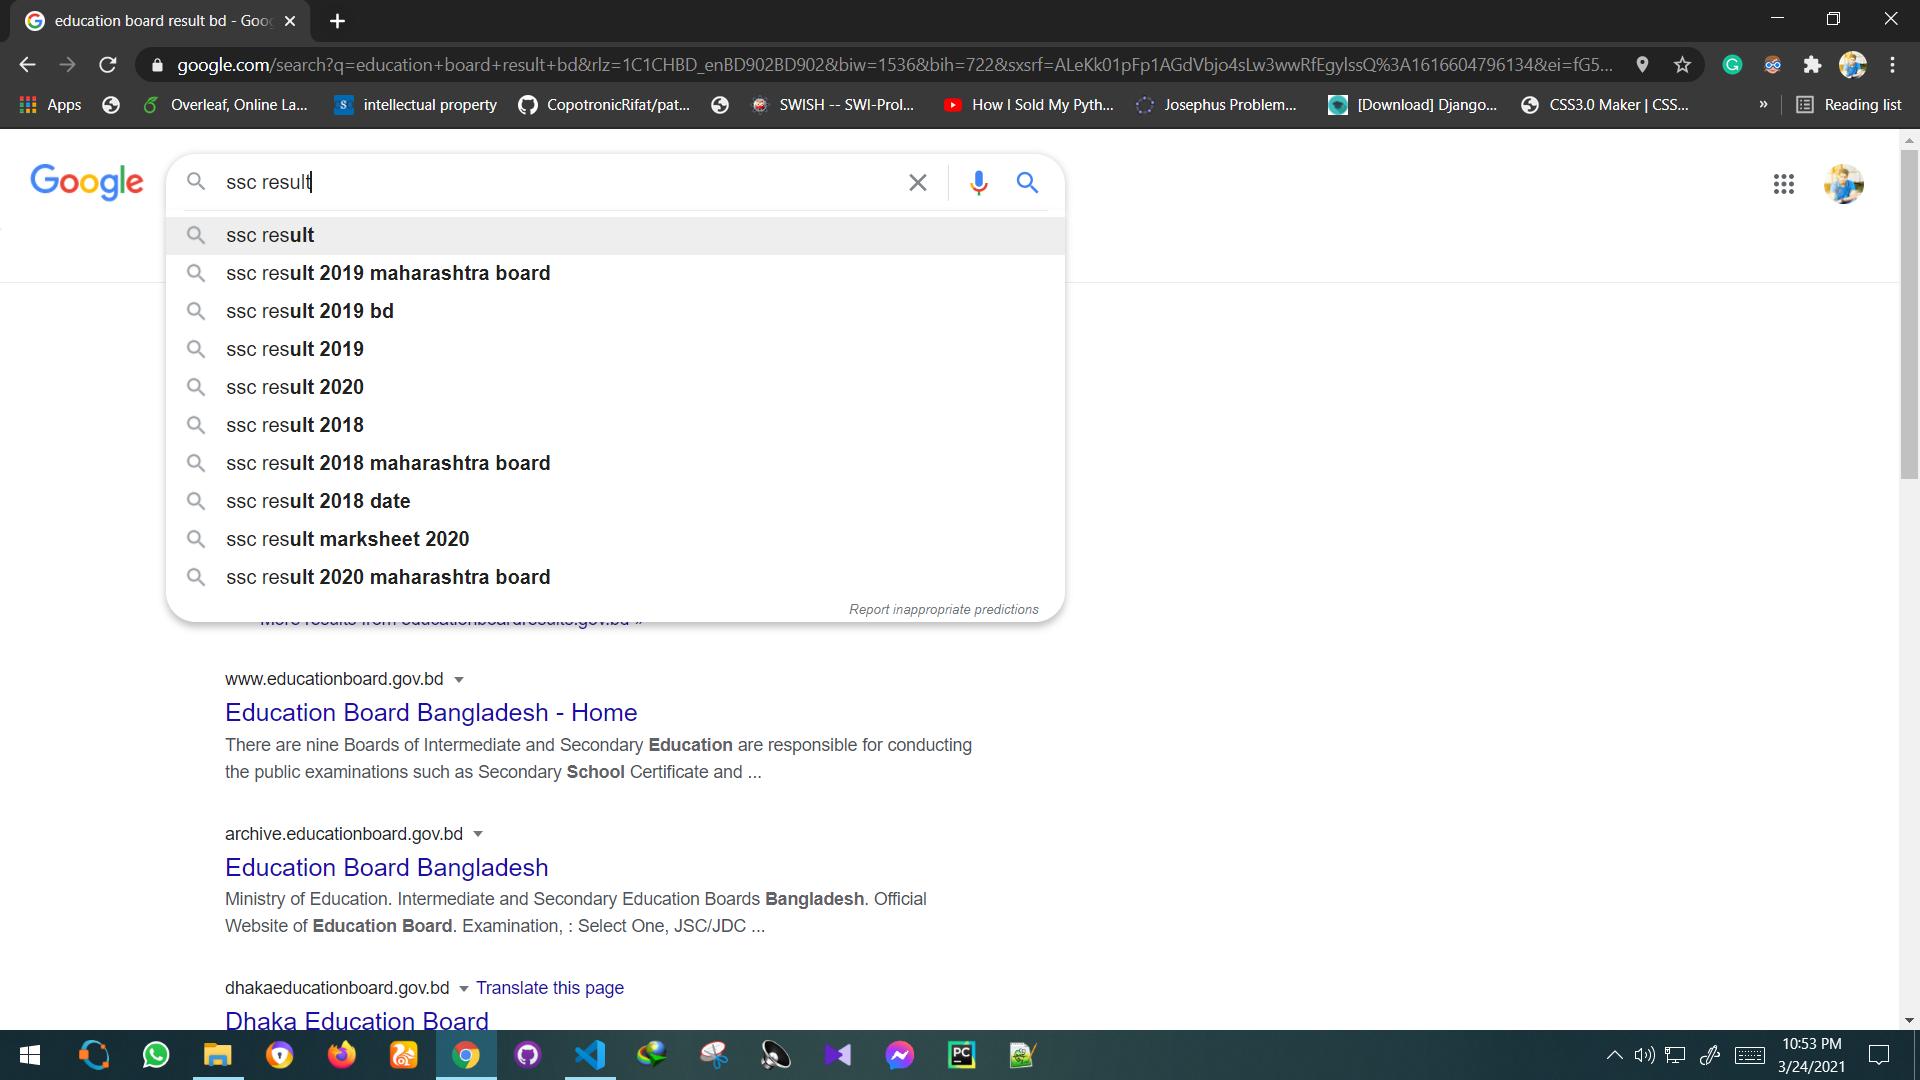 education board result bd - Goo
google.com/search?q=education+board+result+bd&rlz=1C1CHBD_enBD902BD902&biw=1536&bih=722&sxsrf=ALeKk01pFp1AGdVbjo4sLw3wwRfEgylssQ%3A1616604796134&ei=fG5...
Apps Overleaf, Online La... S intellectual property CopotronicRifat/pat... SWISH -- SWI-Prol... How I Sold My Pyth... Josephus Problem... [Download] Django... CSS3.0 Maker | CSS... » Reading list
Google ssc result
ssc result
ssc result 2019 maharashtra board
ssc result 2019 bd
ssc result 2019
ssc result 2020
ssc result 2018
ssc result 2018 maharashtra board
ssc result 2018 date
ssc result marksheet 2020
ssc result 2020 maharashtra board
Report inappropriate predictions
More results from educationboardresults.gov.bd »
www.educationboard.gov.bd
Education Board Bangladesh - Home
There are nine Boards of Intermediate and Secondary Education are responsible for conducting
the public examinations such as Secondary School Certificate and ...
archive.educationboard.gov.bd
Education Board Bangladesh
Ministry of Education. Intermediate and Secondary Education Boards Bangladesh. Official
Website of Education Board. Examination, : Select One, JSC/JDC ...
dhakaeducationboard.gov.bd Translate this page
Dhaka Education Board
PC
10:53 PM
3/24/2021